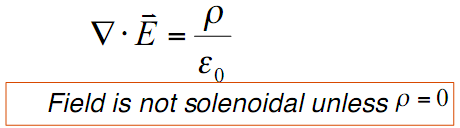 ∇ · E⃗ = ρ / ε₀
Field is not solenoidal unless ρ = 0